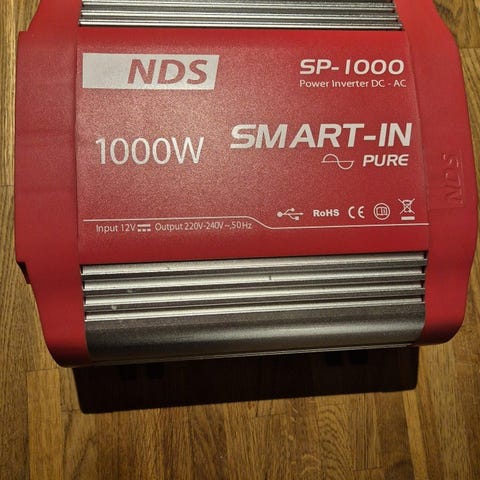 NDS
SP-1000
Power Inverter DC - AC
1000W
SMART-IN
PURE
NDS
RoHS CE
Input 12V Output 220V-240V~, 50Hz